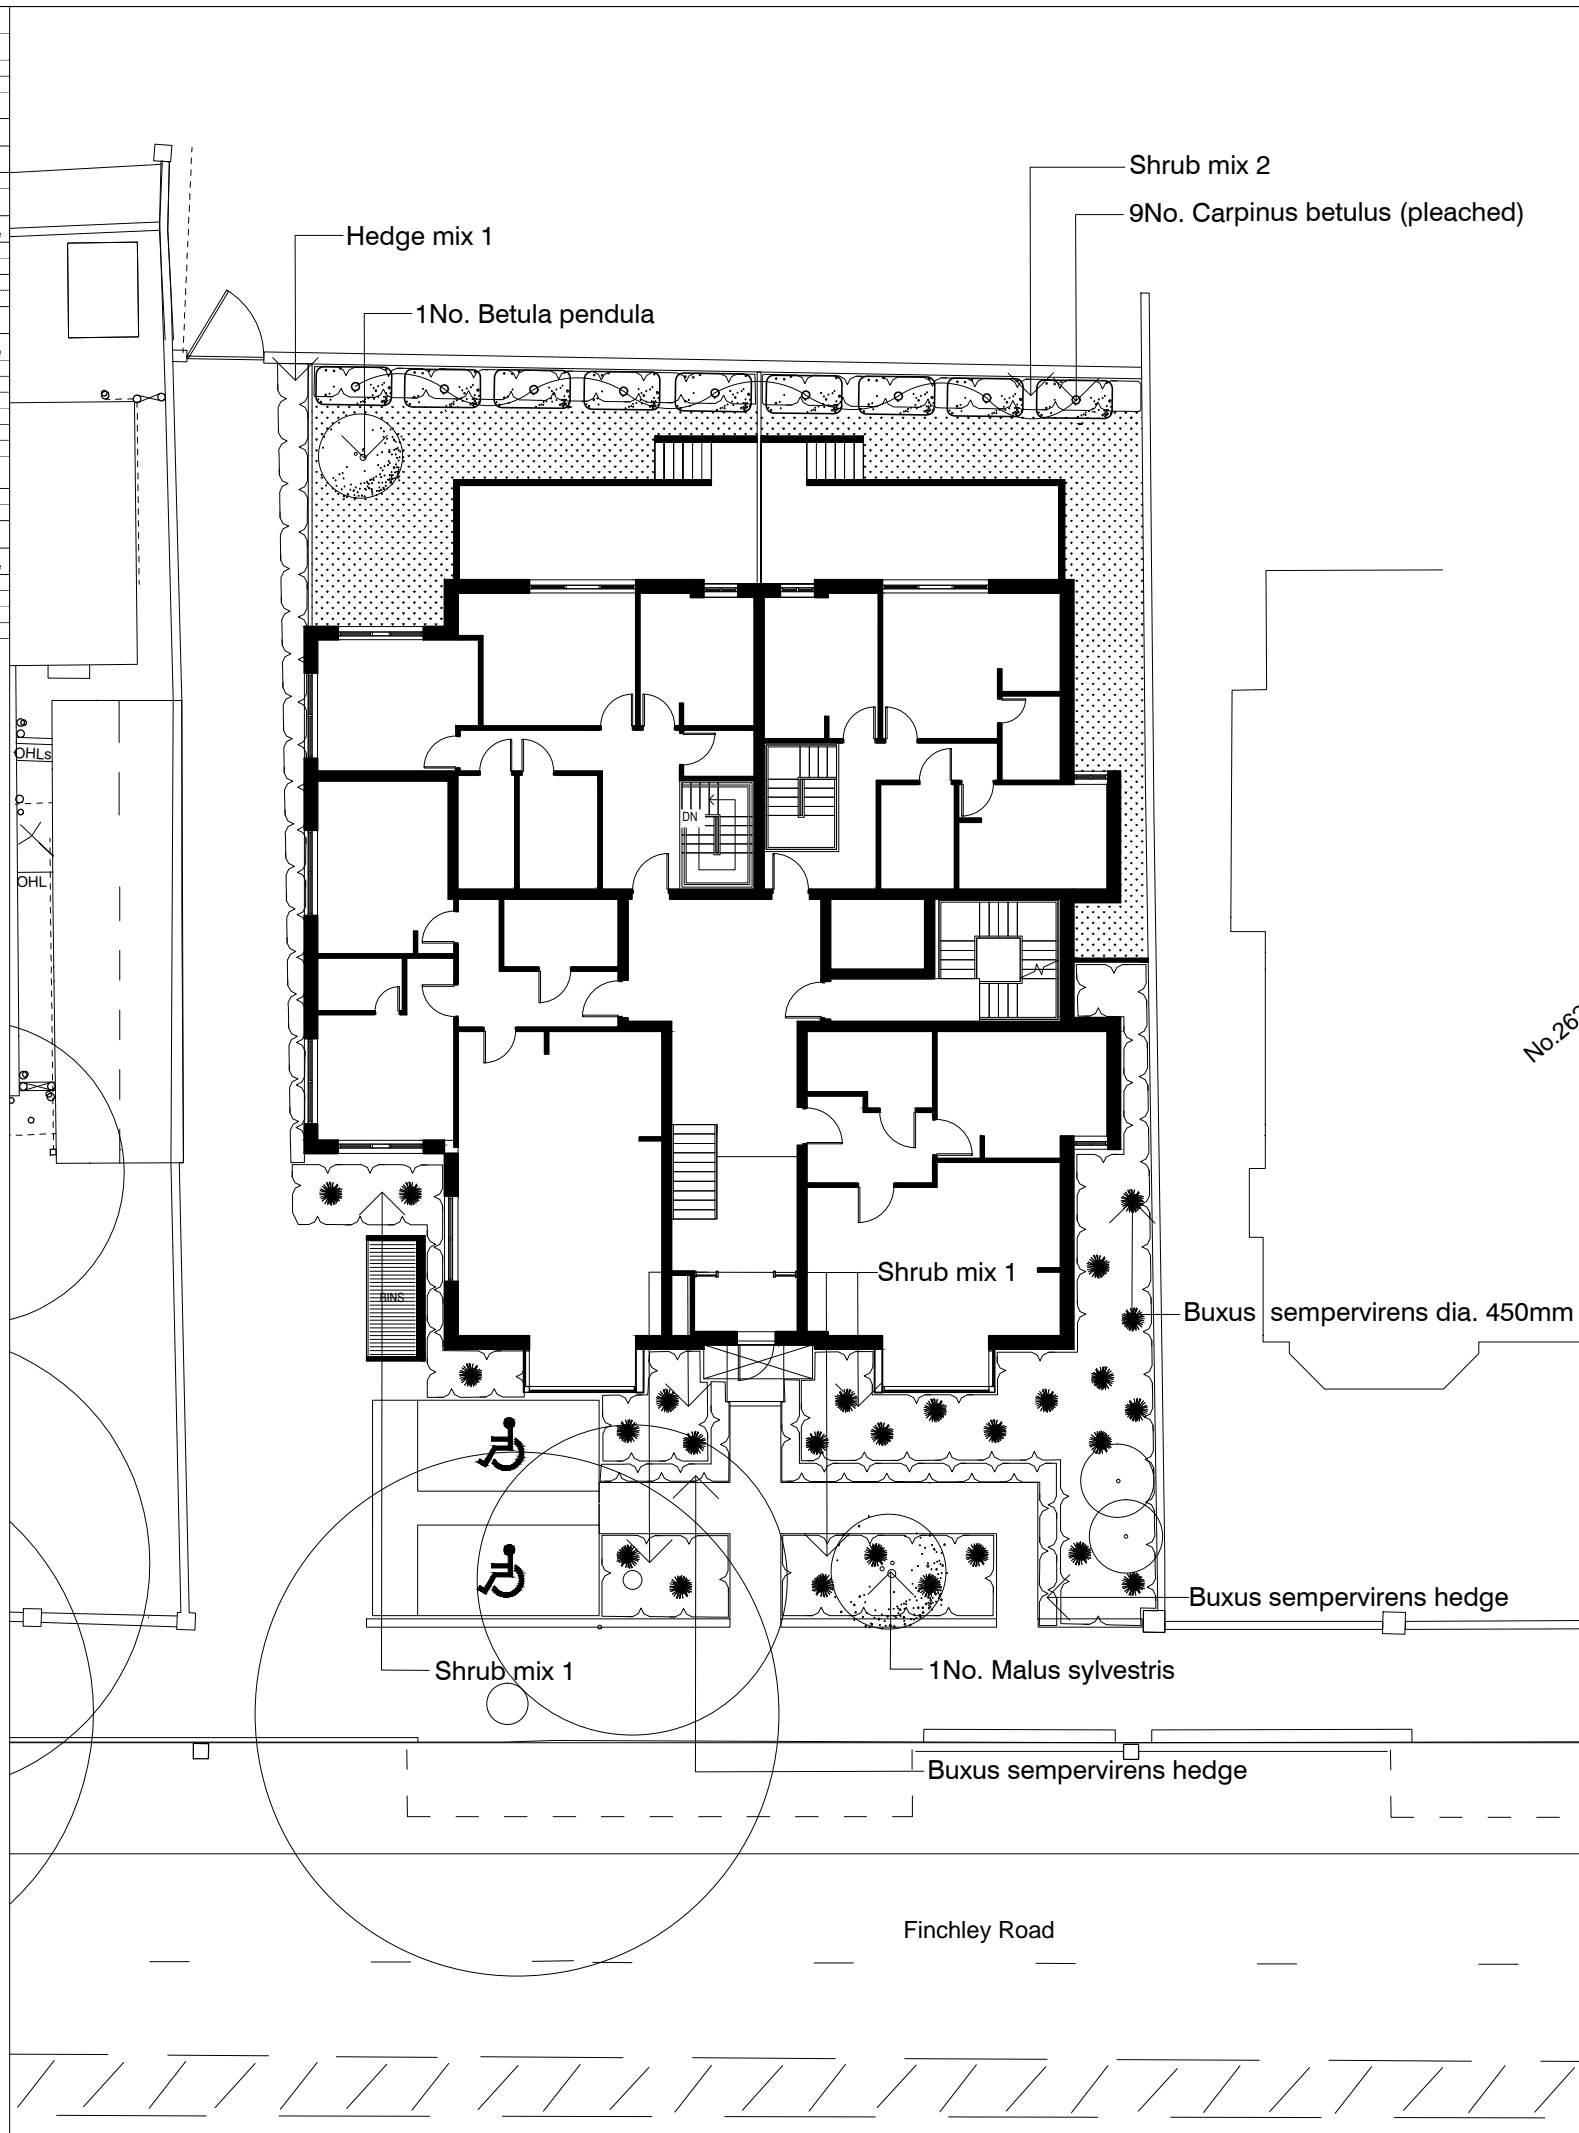 Shrub mix 2
9No. Carpinus betulus (pleached)
Hedge mix 1
1No. Betula pendula
OHLs
DN
OHL
Shrub mix 1
BINS
Buxus sempervirens dia. 450mm
Buxus sempervirens hedge
Shrub mix 1
1No. Malus sylvestris
Buxus sempervirens hedge
Finchley Road